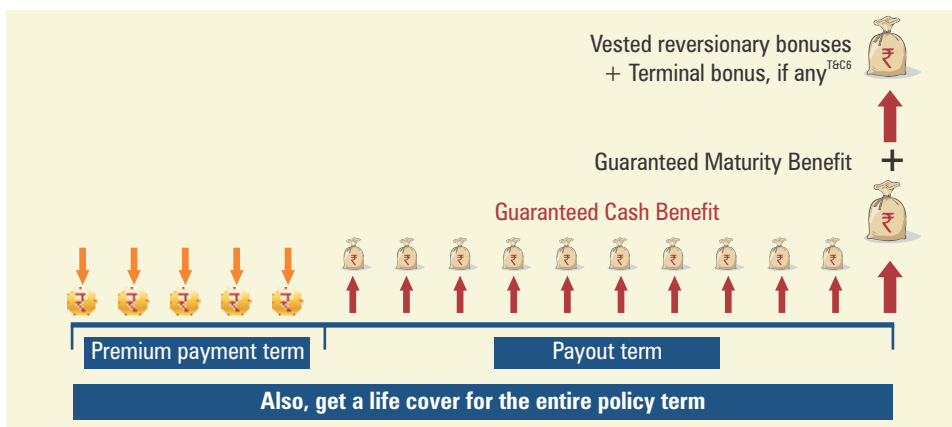 Vested reversionary bonuses
+ Terminal bonus, if any T&C6
₹
Guaranteed Maturity Benefit
+
₹
Guaranteed Cash Benefit
₹ ₹ ₹ ₹ ₹ ₹ ₹ ₹ ₹ ₹
₹ ₹ ₹ ₹ ₹
Premium payment term
Payout term
Also, get a life cover for the entire policy term